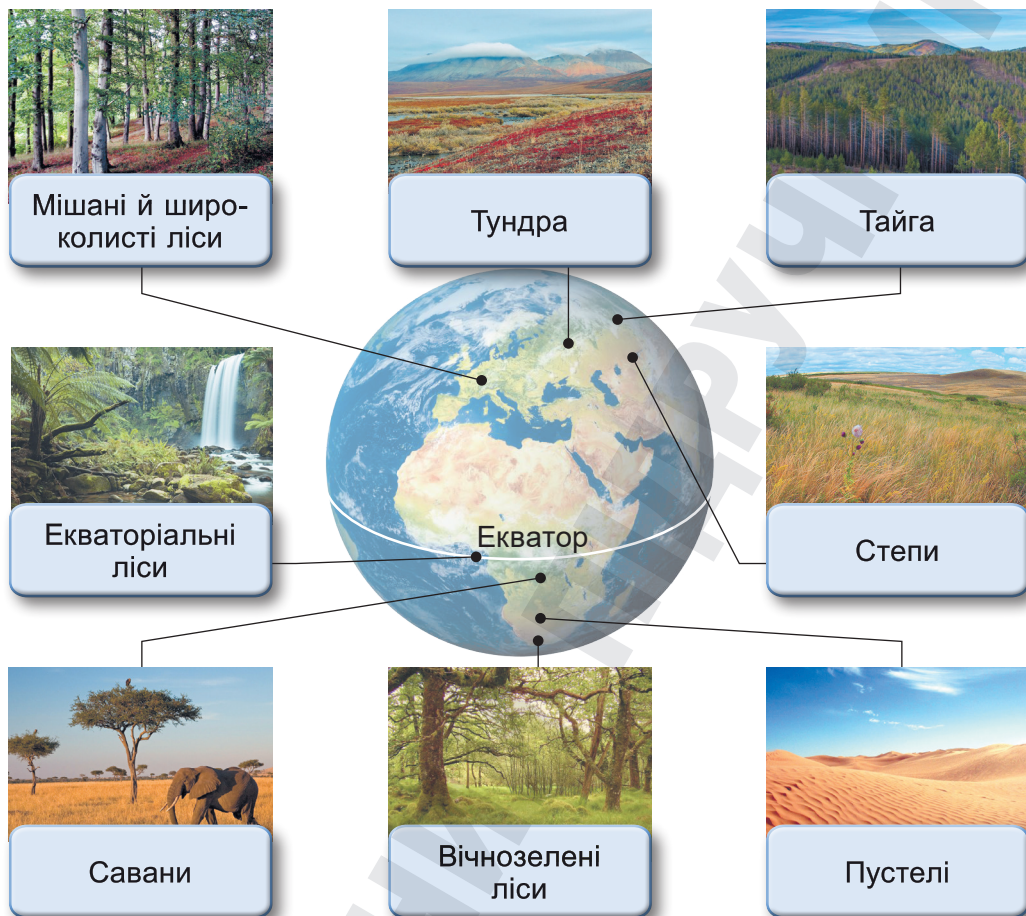 Мішані й широ-
колисті ліси
Тундра
Тайга
Екваторіальні
ліси
Екватор
Степи
Савани
Вічнозелені
ліси
Пустелі